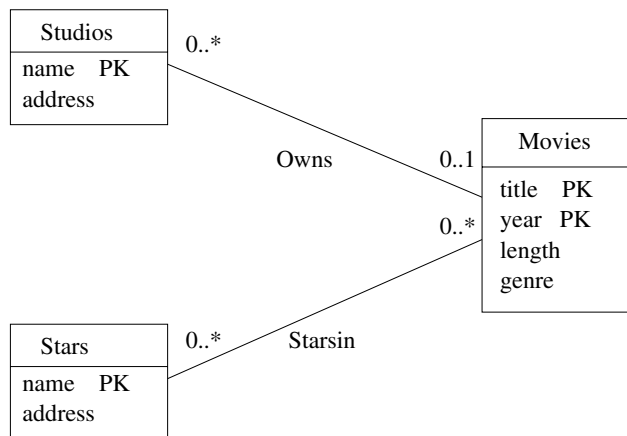 Studios
name PK
address
0..*
Owns
0..1
Movies
title PK
year PK
length
genre
0..*
Starsin
0..*
Stars
name PK
address